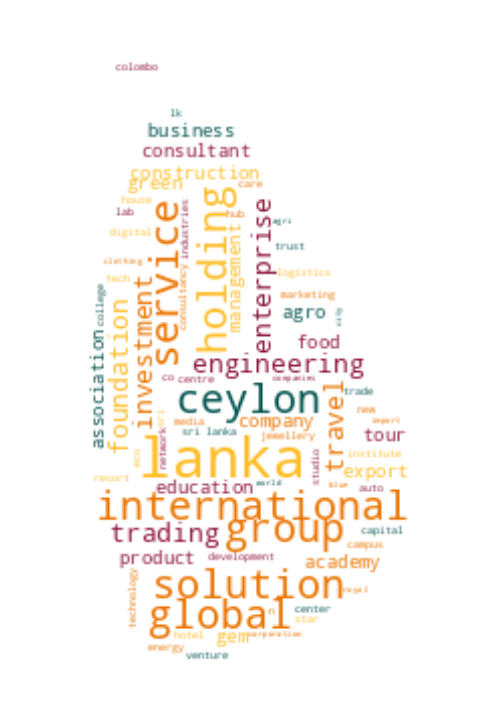 colombo
lk
business
consultant
construction
green
care
house
lab
hub
service
industries
holding
enterprise
agri
digital
management
consultancy
trust
clothing
logistics
tech
investment
marketing
college
foundation
agro
city
association
food
engineering
co
centre
companies
ceylon
travel
trade
new
media
sri
company
import
sri lanka
network
jewellery
tour
eco
lanka
studio
institute
resort
export
education
world
blue
auto
international
group
trading
capital
product
development
campus
academy
technology
solution
royal
global
n
center
star
hotel
gem
corporation
energy
venture